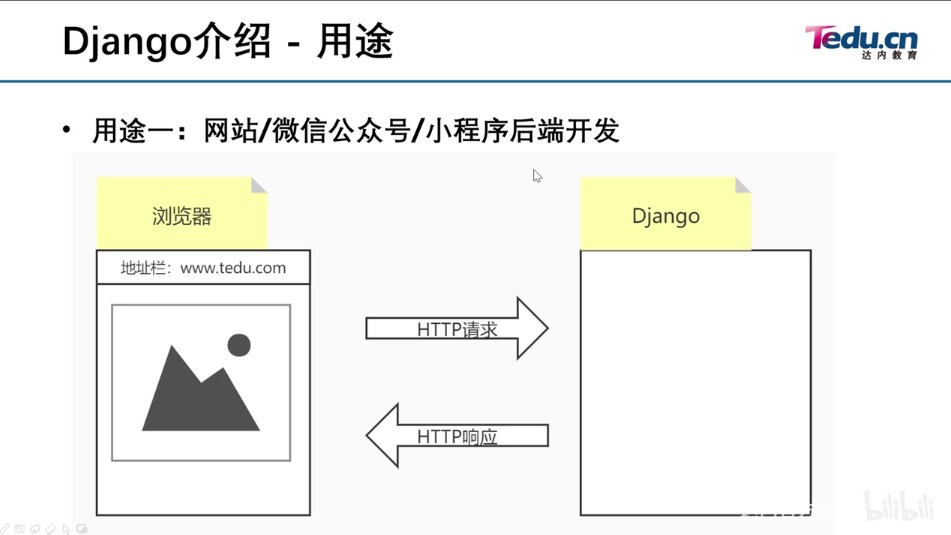 Django介绍 - 用途
Tedu.cn
达内教育
• 用途一：网站/微信公众号/小程序后端开发
浏览器
Django
地址栏：www.tedu.com
HTTP请求
HTTP响应
bilibili